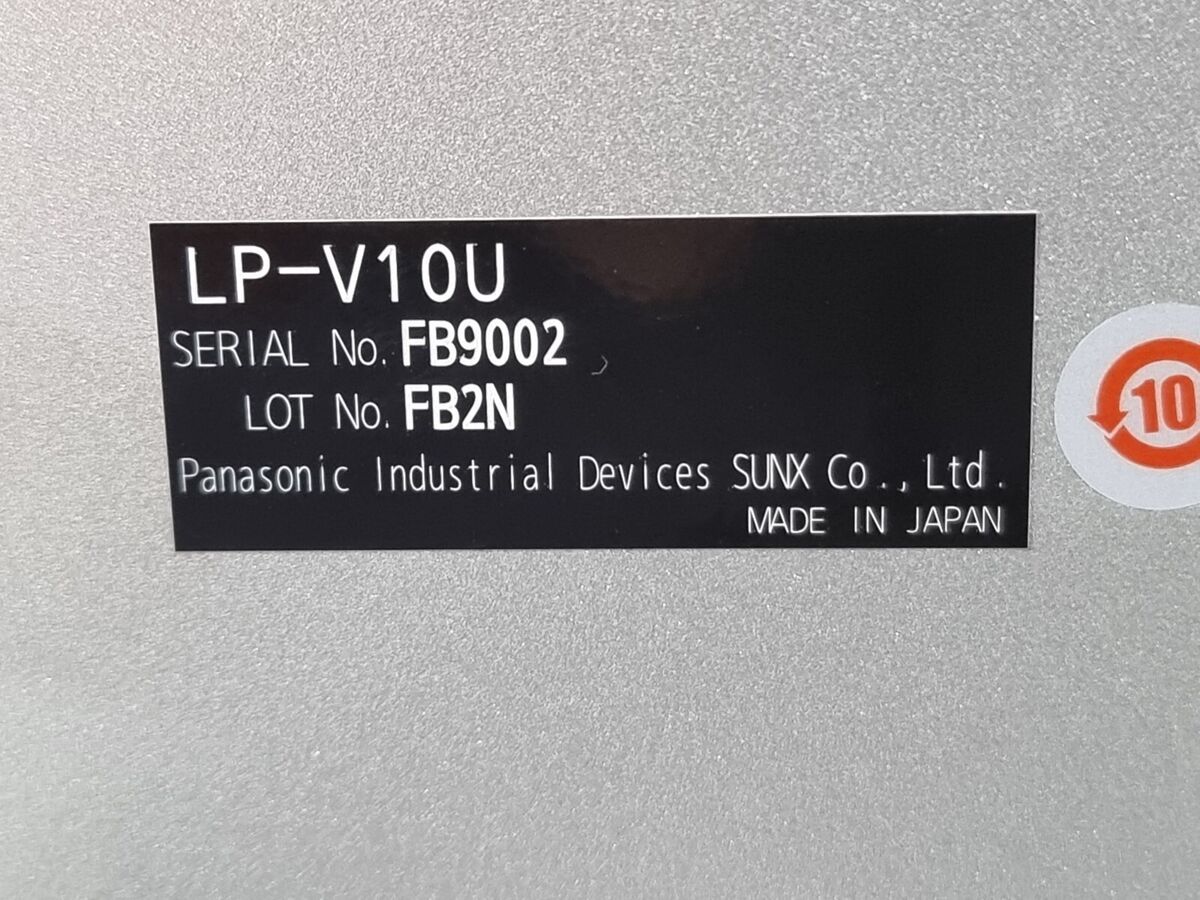 LP-V10U
SERIAL No. FB9002
LOT No. FB2N
Panasonic Industrial Devices SUNX Co., Ltd.
MADE IN JAPAN
10